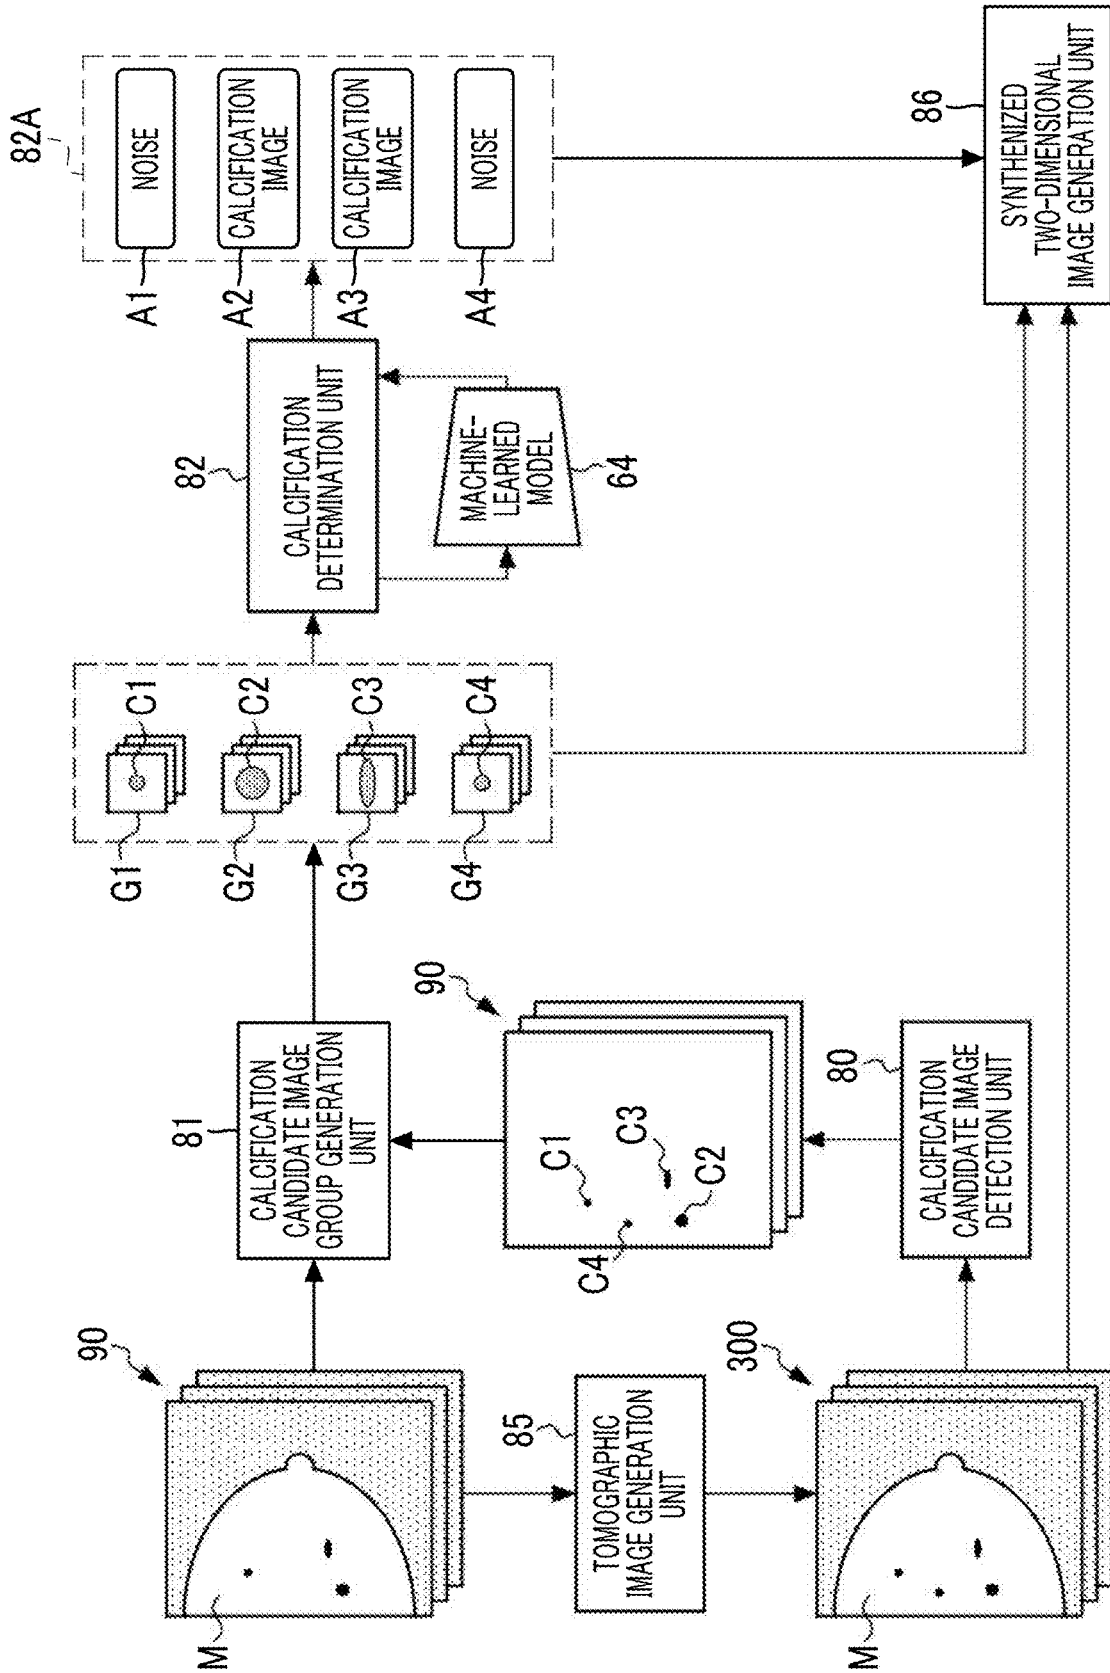 90
M
85
TOMOGRAPHIC
IMAGE GENERATION
UNIT
300
M
81
CALCIFICATION
CANDIDATE IMAGE
GROUP GENERATION
UNIT
90
C1
C4
C3
C2
80
CALCIFICATION
CANDIDATE IMAGE
DETECTION UNIT
G1
C1
G2
C2
G3
C3
G4
C4
82
CALCIFICATION
DETERMINATION UNIT
MACHINE-
LEARNED
MODEL
64
82A
A1
NOISE
A2
CALCIFICATION
IMAGE
A3
CALCIFICATION
IMAGE
A4
NOISE
86
SYNTHENIZED
TWO-DIMENSIONAL
IMAGE GENERATION UNIT